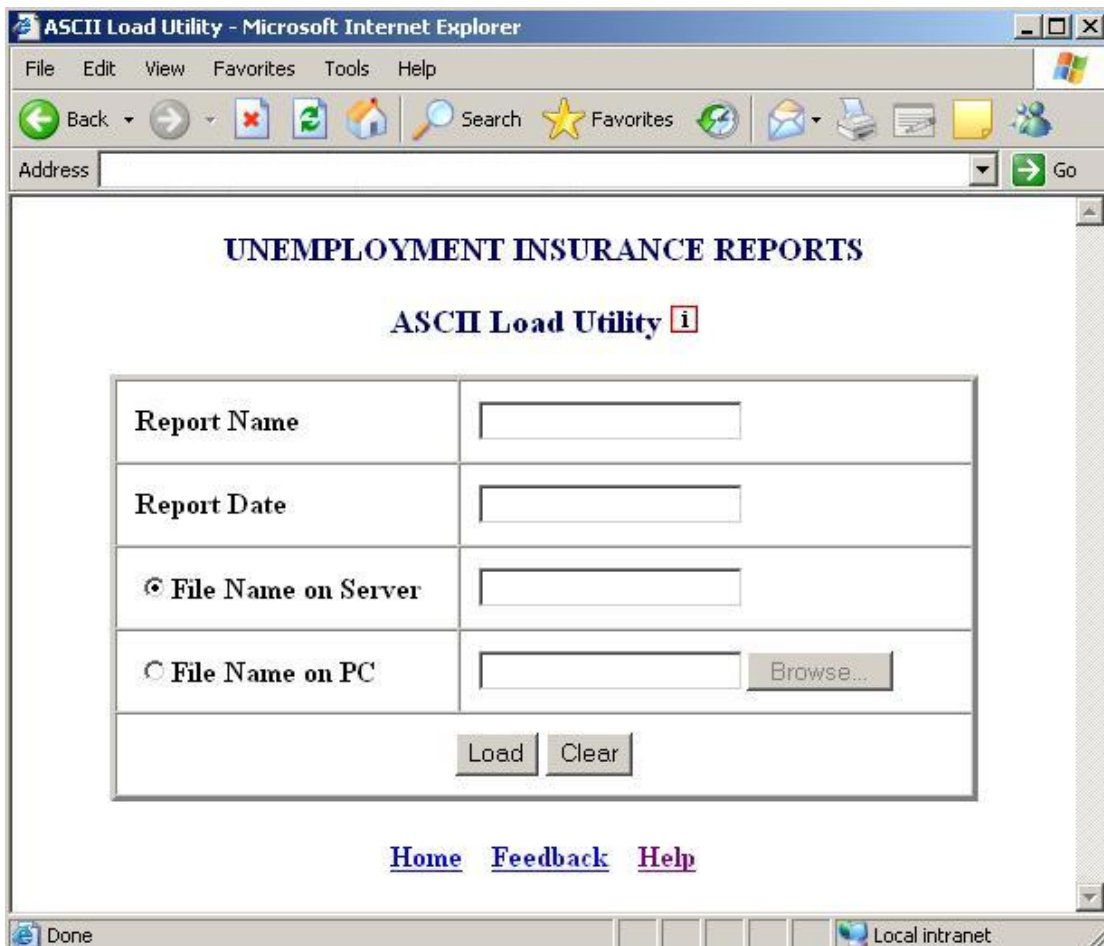 ASCII Load Utility - Microsoft Internet Explorer
File Edit View Favorites Tools Help
Back Search Favorites
Address Go
UNEMPLOYMENT INSURANCE REPORTS
ASCII Load Utility i
Report Name
Report Date
File Name on Server
File Name on PC Browse...
Load Clear
Home Feedback Help
Done Local intranet